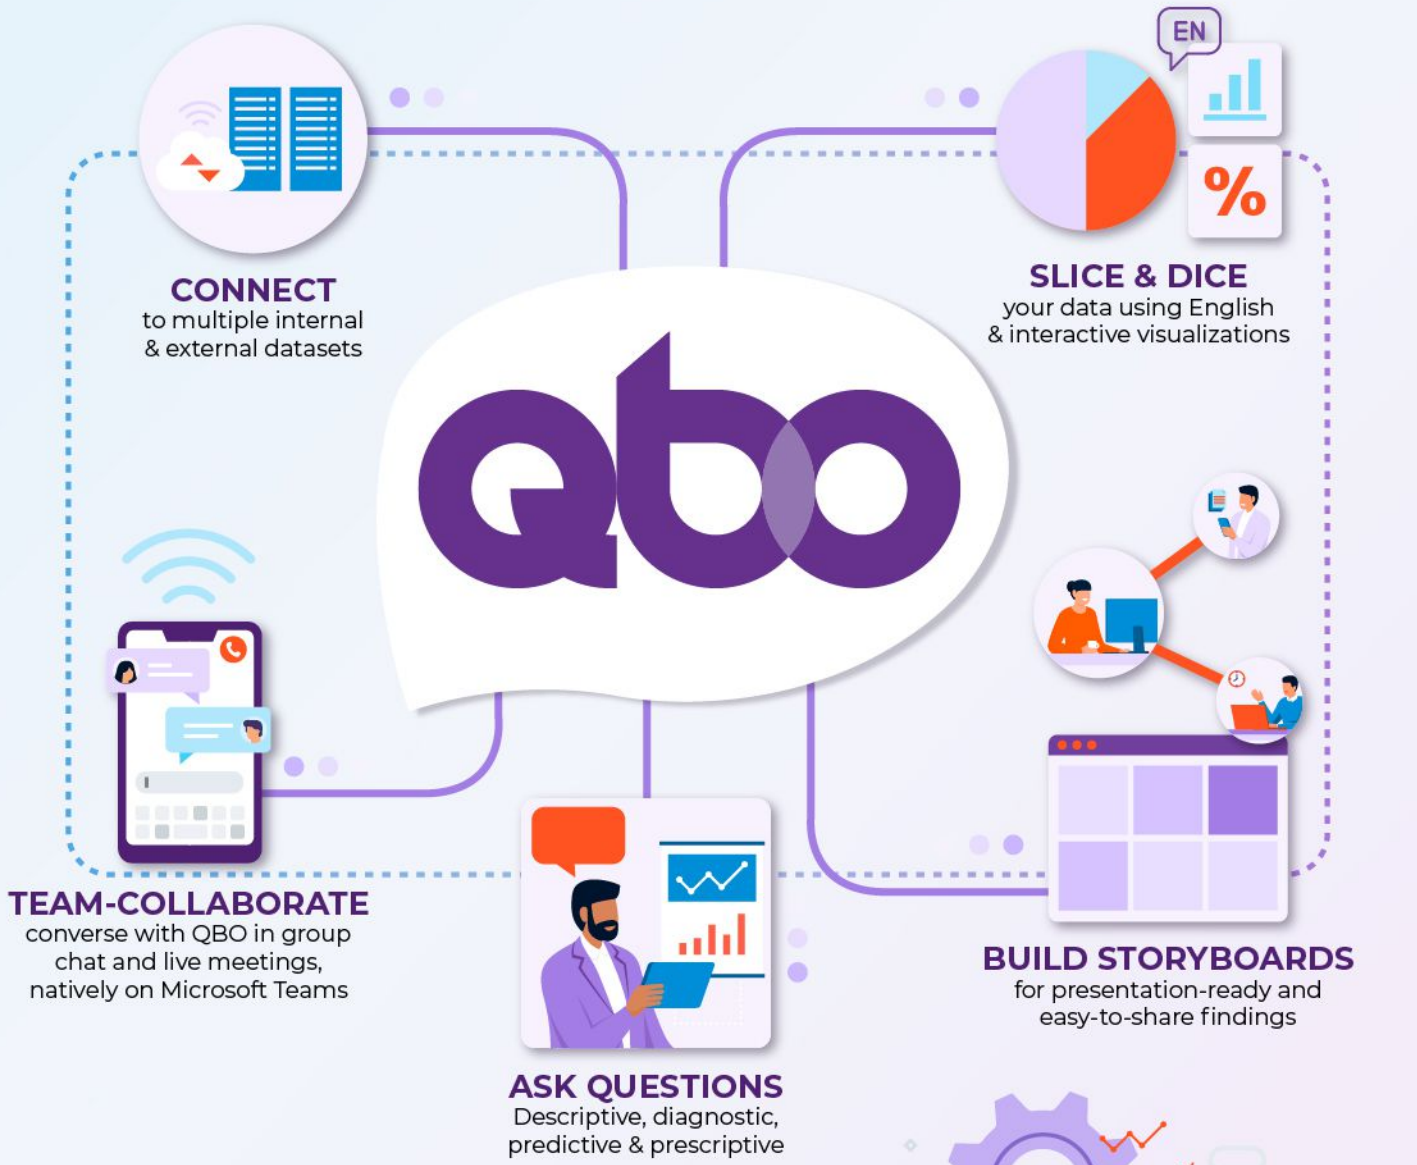 EN
%
CONNECT
to multiple internal
& external datasets
SLICE & DICE
your data using English
& interactive visualizations
Qbo
TEAM-COLLABORATE
converse with QBO in group
chat and live meetings,
natively on Microsoft Teams
ASK QUESTIONS
Descriptive, diagnostic,
predictive & prescriptive
BUILD STORYBOARDS
for presentation-ready and
easy-to-share findings